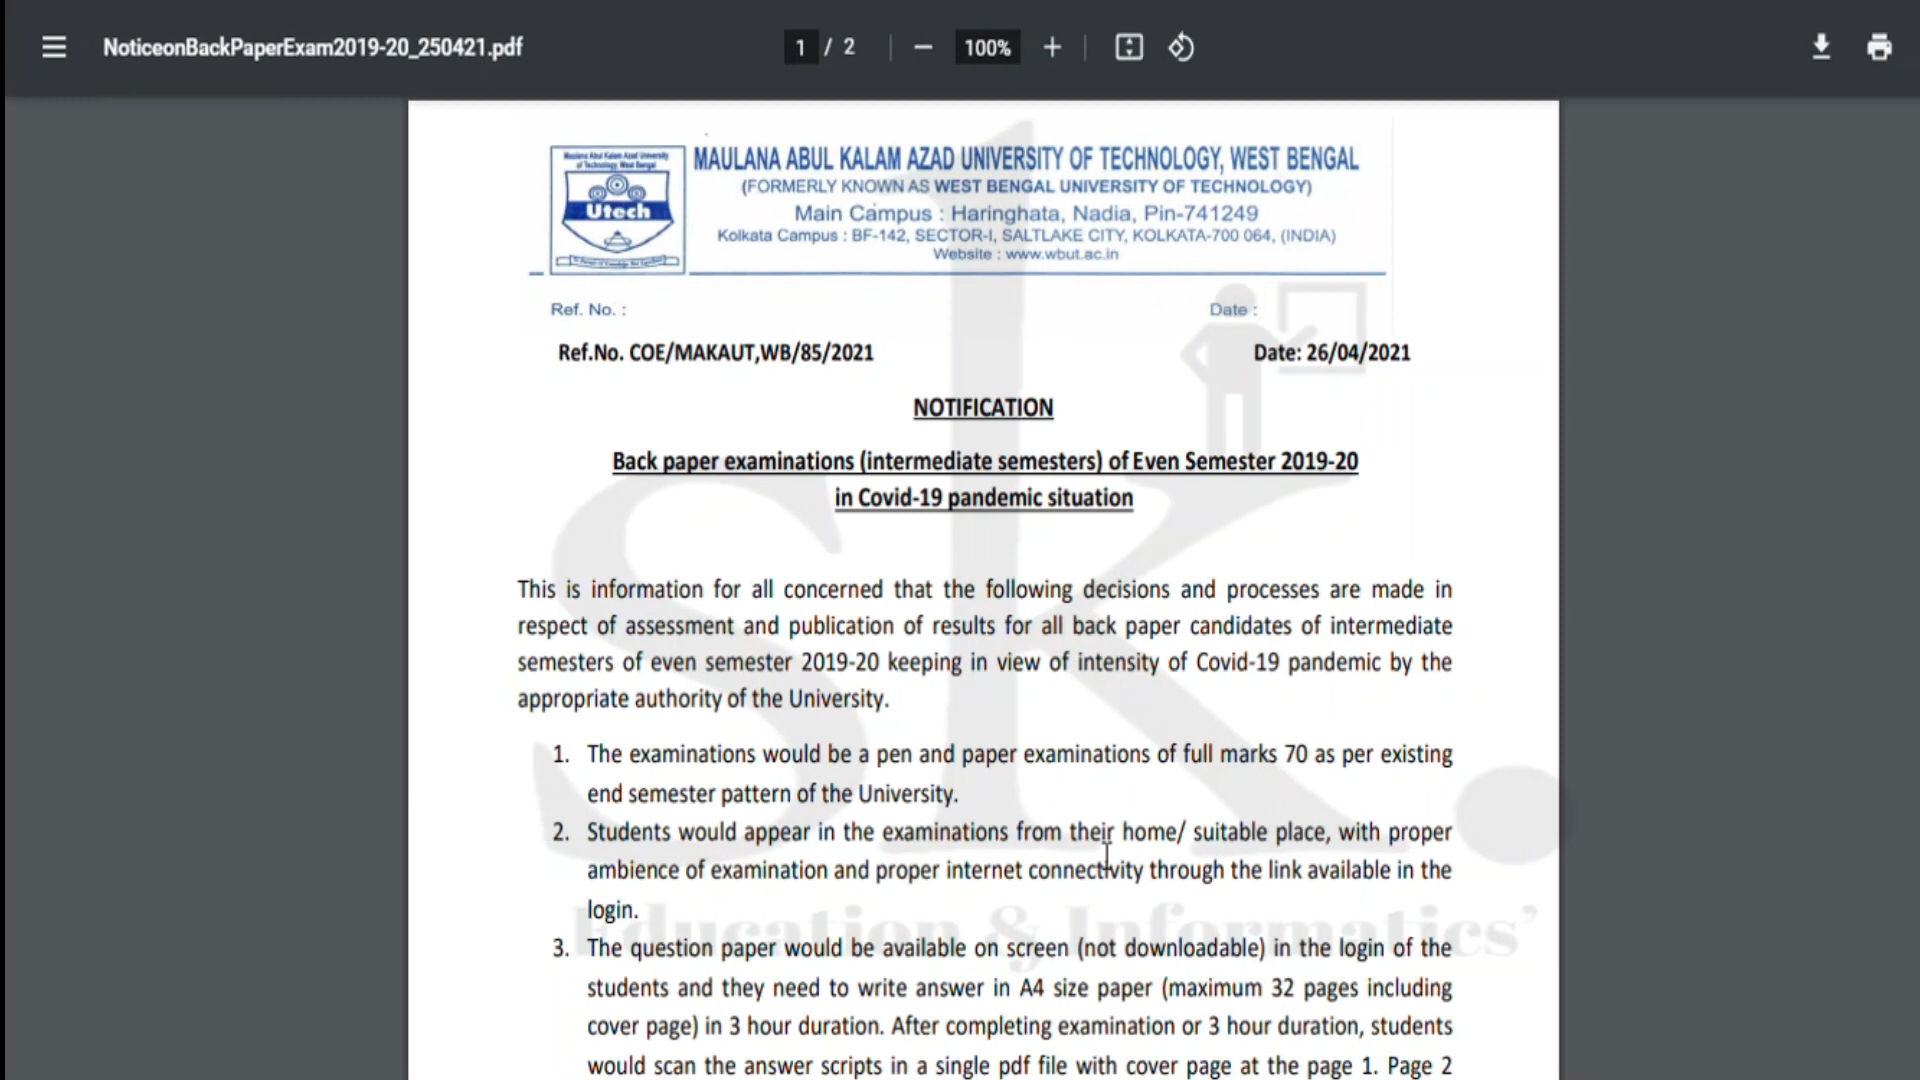 NoticeonBackPaperExam2019-20_250421.pdf
1 / 2
100%
Maulana Abul Kalam Azad University
of Technology, West Bengal
Utech
MAULANA ABUL KALAM AZAD UNIVERSITY OF TECHNOLOGY, WEST BENGAL
(FORMERLY KNOWN AS WEST BENGAL UNIVERSITY OF TECHNOLOGY)
Main Campus : Haringhata, Nadia, Pin-741249
Kolkata Campus : BF-142, SECTOR-I, SALTLAKE CITY, KOLKATA-700 064, (INDIA)
Website : www.wbut.ac.in
Ref. No. :
Date :
Ref.No. COE/MAKAUT,WB/85/2021
Date: 26/04/2021
NOTIFICATION
Back paper examinations (intermediate semesters) of Even Semester 2019-20
in Covid-19 pandemic situation
This is information for all concerned that the following decisions and processes are made in
respect of assessment and publication of results for all back paper candidates of intermediate
semesters of even semester 2019-20 keeping in view of intensity of Covid-19 pandemic by the
appropriate authority of the University.
1. The examinations would be a pen and paper examinations of full marks 70 as per existing
end semester pattern of the University.
2. Students would appear in the examinations from their home/ suitable place, with proper
ambience of examination and proper internet connectivity through the link available in the
login.
3. The question paper would be available on screen (not downloadable) in the login of the
students and they need to write answer in A4 size paper (maximum 32 pages including
cover page) in 3 hour duration. After completing examination or 3 hour duration, students
would scan the answer scripts in a single pdf file with cover page at the page 1. Page 2
sk.
Education & Informatics'